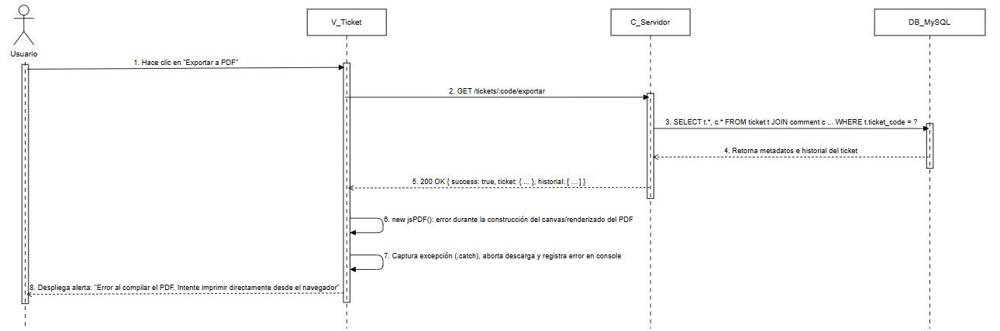 V_Ticket
C_Servidor
DB_MySQL
Usuario
1. Hace clic en "Exportar a PDF"
2. GET /tickets/:code/exportar
3. SELECT t.*, c.* FROM ticket t JOIN comment c ... WHERE t.ticket_code = ?
4. Retorna metadatos e historial del ticket
5. 200 OK { success: true, ticket: { ... }, historial: [ ... ] }
6. new jsPDF(): error durante la construcción del canvas/renderizado del PDF
7. Captura excepción (.catch), aborta descarga y registra error en console
8. Despliega alerta: "Error al compilar el PDF. Intente imprimir directamente desde el navegador"